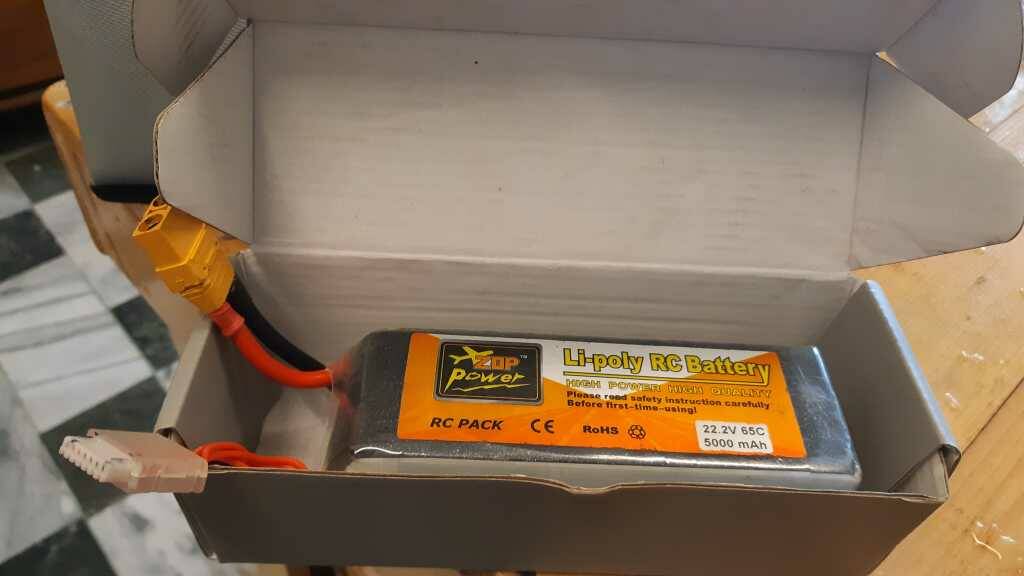 ZOP™
power
Li-poly RC Battery
HIGH POWER HIGH QUALITY
Please read safety instruction carefully
Before first-time-using!
RC PACK CE RoHS
22.2V 65C
5000 mAh